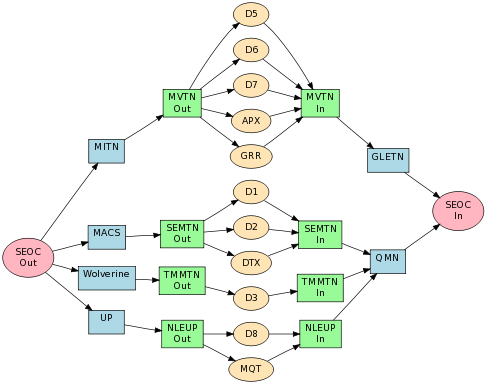 D5
D6
D7
APX
GRR
MVTN
Out
MVTN
In
MITN
GLETN
SEOC
Out
SEOC
In
D1
D2
DTX
MACS
SEMTN
Out
SEMTN
In
QMN
Wolverine
TMMTN
Out
D3
TMMTN
In
UP
NLEUP
Out
D8
MQT
NLEUP
In